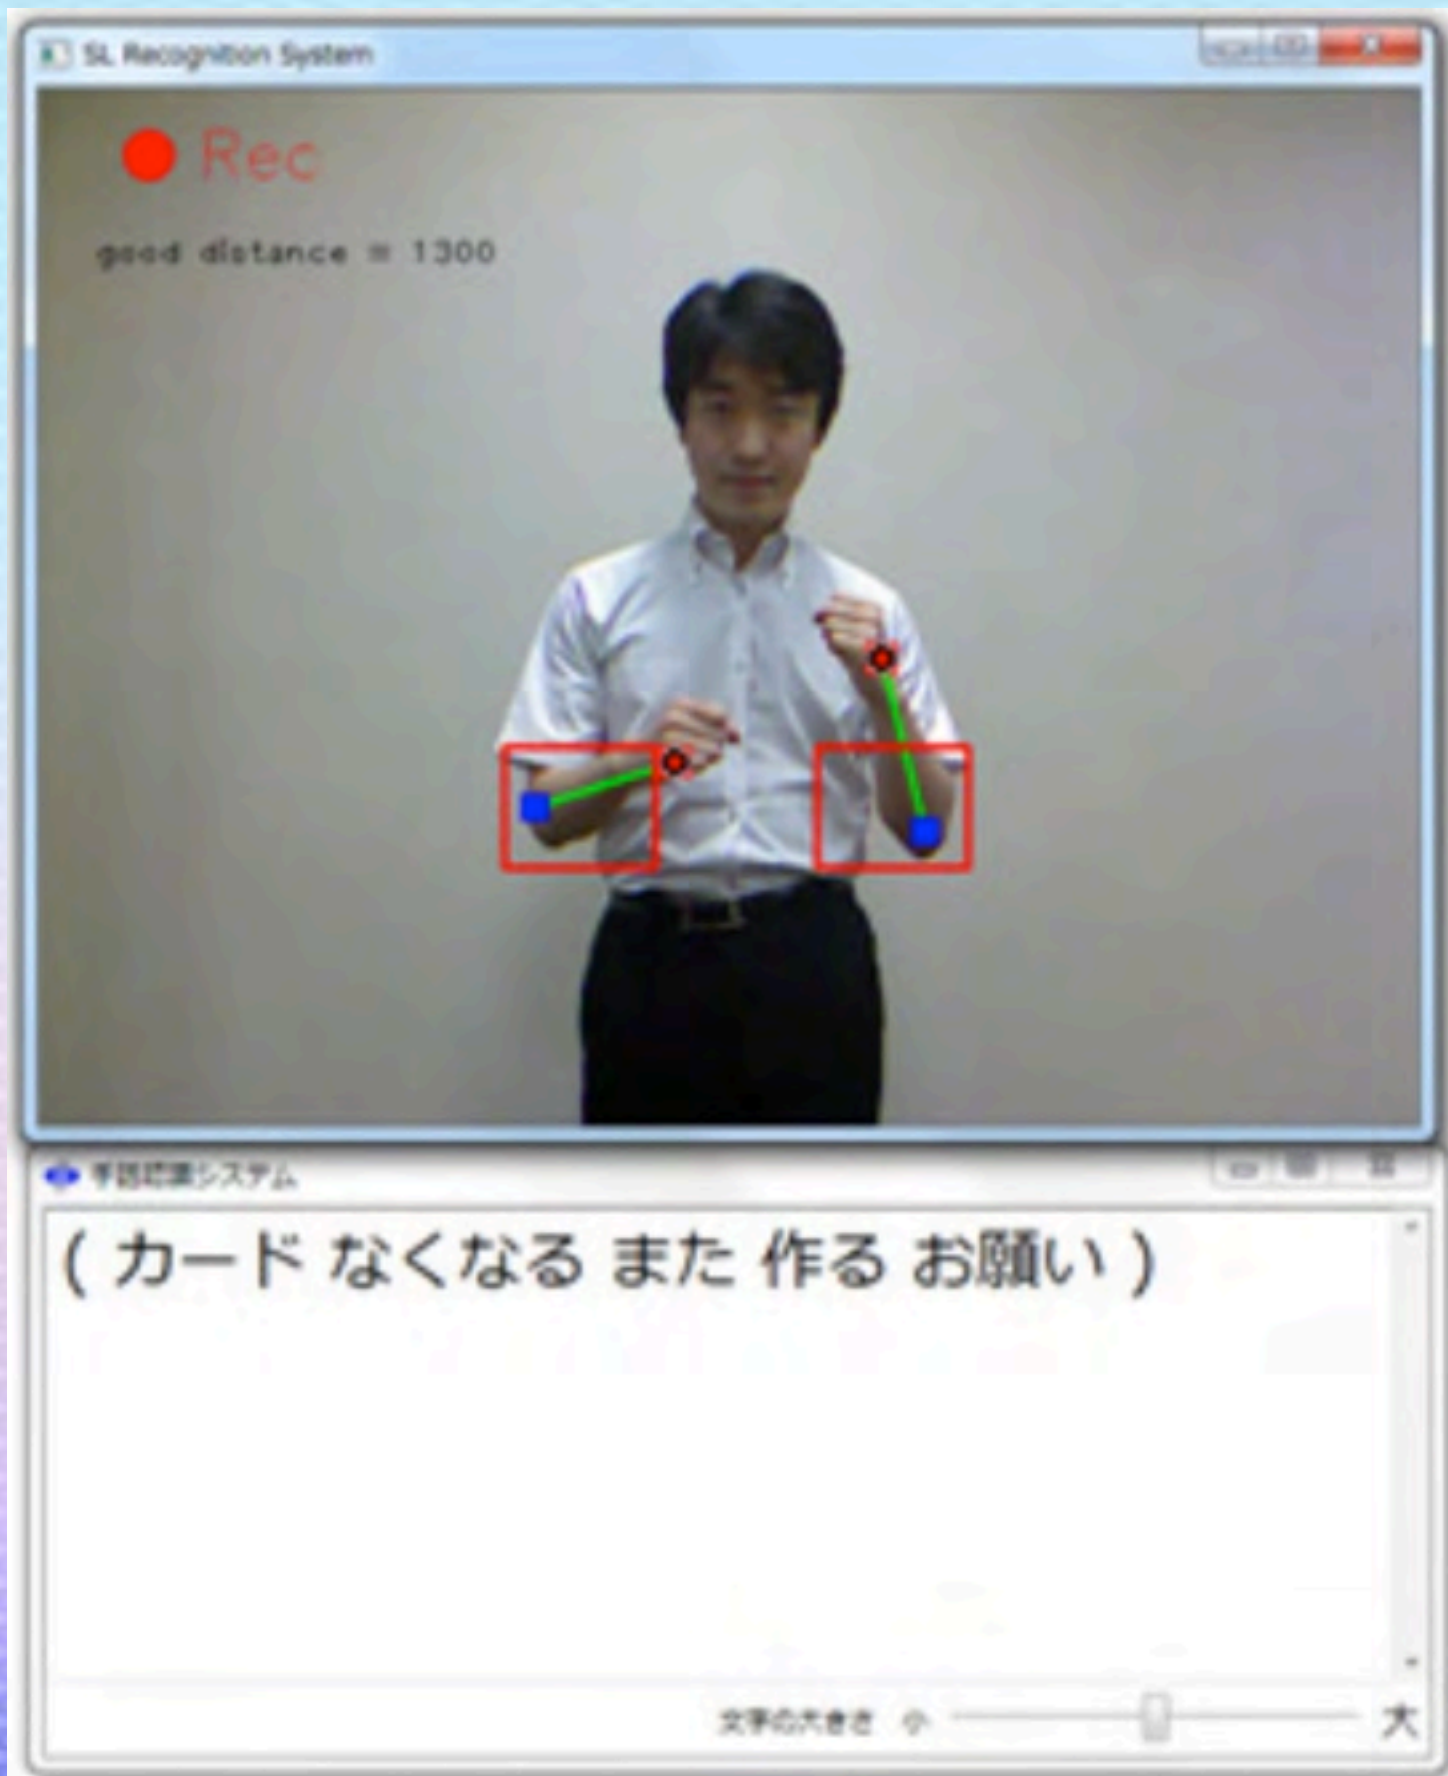 SL Recognition System
Rec
good distance = 1300
手話認識システム
( カード なくなる また 作る お願い )
文字の大きさ 小 大